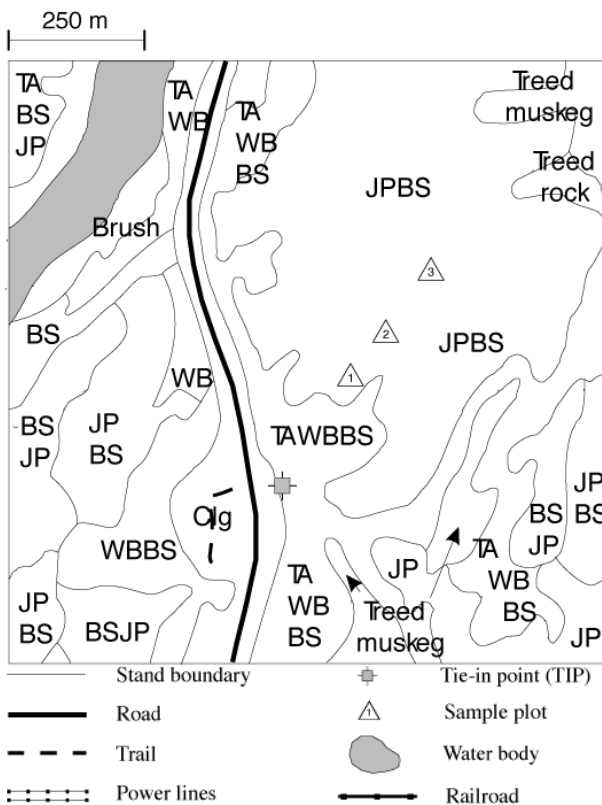 250 m
TA
BS
JP
TA
WB
TA
WB
BS
Treed
muskeg
Treed
rock
JPBS
Brush
3
2
JPBS
1
BS
WB
BS
JP
JP
BS
TAWBBS
JP
BS
BS
JP
Olg
WBBS
TA
WB
BS
JP
TA
WB
BS
Treed
muskeg
JP
BS
BSJP
JP
Stand boundary
Tie-in point (TIP)
Road
1
Sample plot
Trail
Water body
Power lines
Railroad